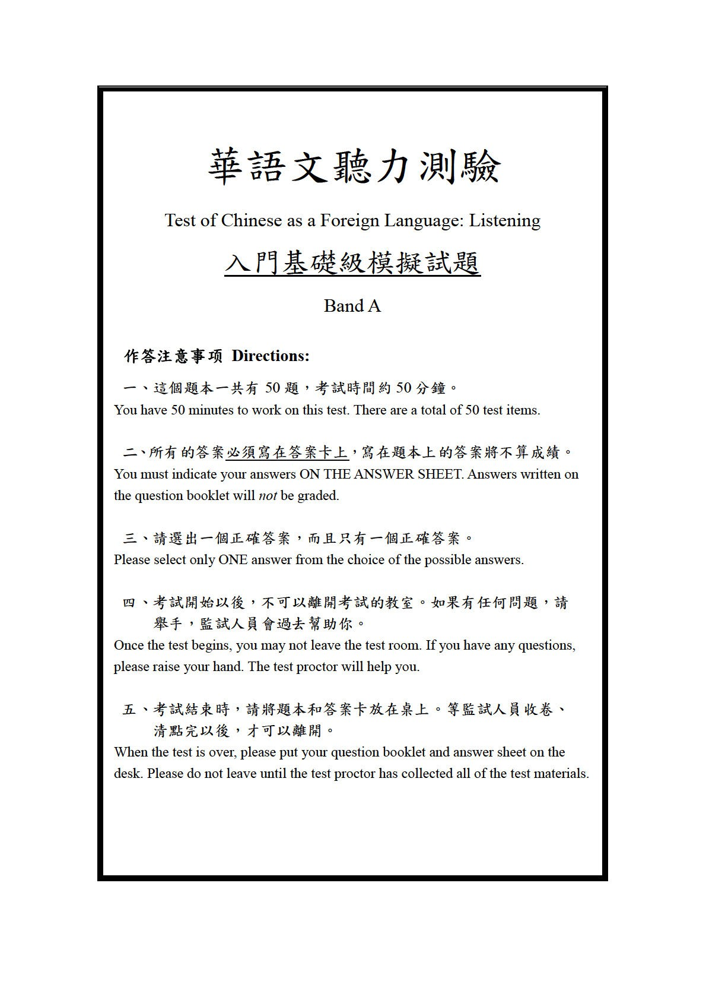 華語文聽力測驗
Test of Chinese as a Foreign Language: Listening
入門基礎級模擬試題
Band A
作答注意事項 Directions:
一、這個題本一共有 50 題，考試時間約 50 分鐘。
You have 50 minutes to work on this test. There are a total of 50 test items.
二、所有的答案必須寫在答案卡上，寫在題本上的答案將不算成績。
You must indicate your answers ON THE ANSWER SHEET. Answers written on
the question booklet will not be graded.
三、請選出一個正確答案，而且只有一個正確答案。
Please select only ONE answer from the choice of the possible answers.
四、考試開始以後，不可以離開考試的教室。如果有任何問題，請
舉手，監試人員會過去幫助你。
Once the test begins, you may not leave the test room. If you have any questions,
please raise your hand. The test proctor will help you.
五、考試結束時，請將題本和答案卡放在桌上。等監試人員收卷、
清點完以後，才可以離開。
When the test is over, please put your question booklet and answer sheet on the
desk. Please do not leave until the test proctor has collected all of the test materials.